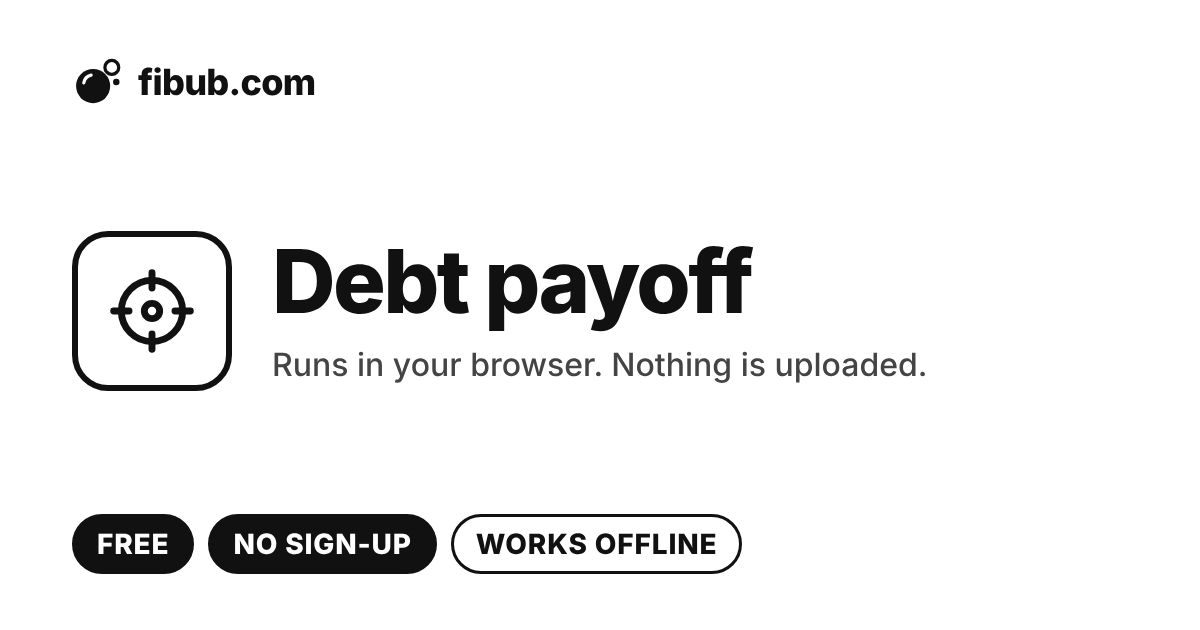 fibub.com
Debt payoff
Runs in your browser. Nothing is uploaded.
FREE NO SIGN-UP WORKS OFFLINE